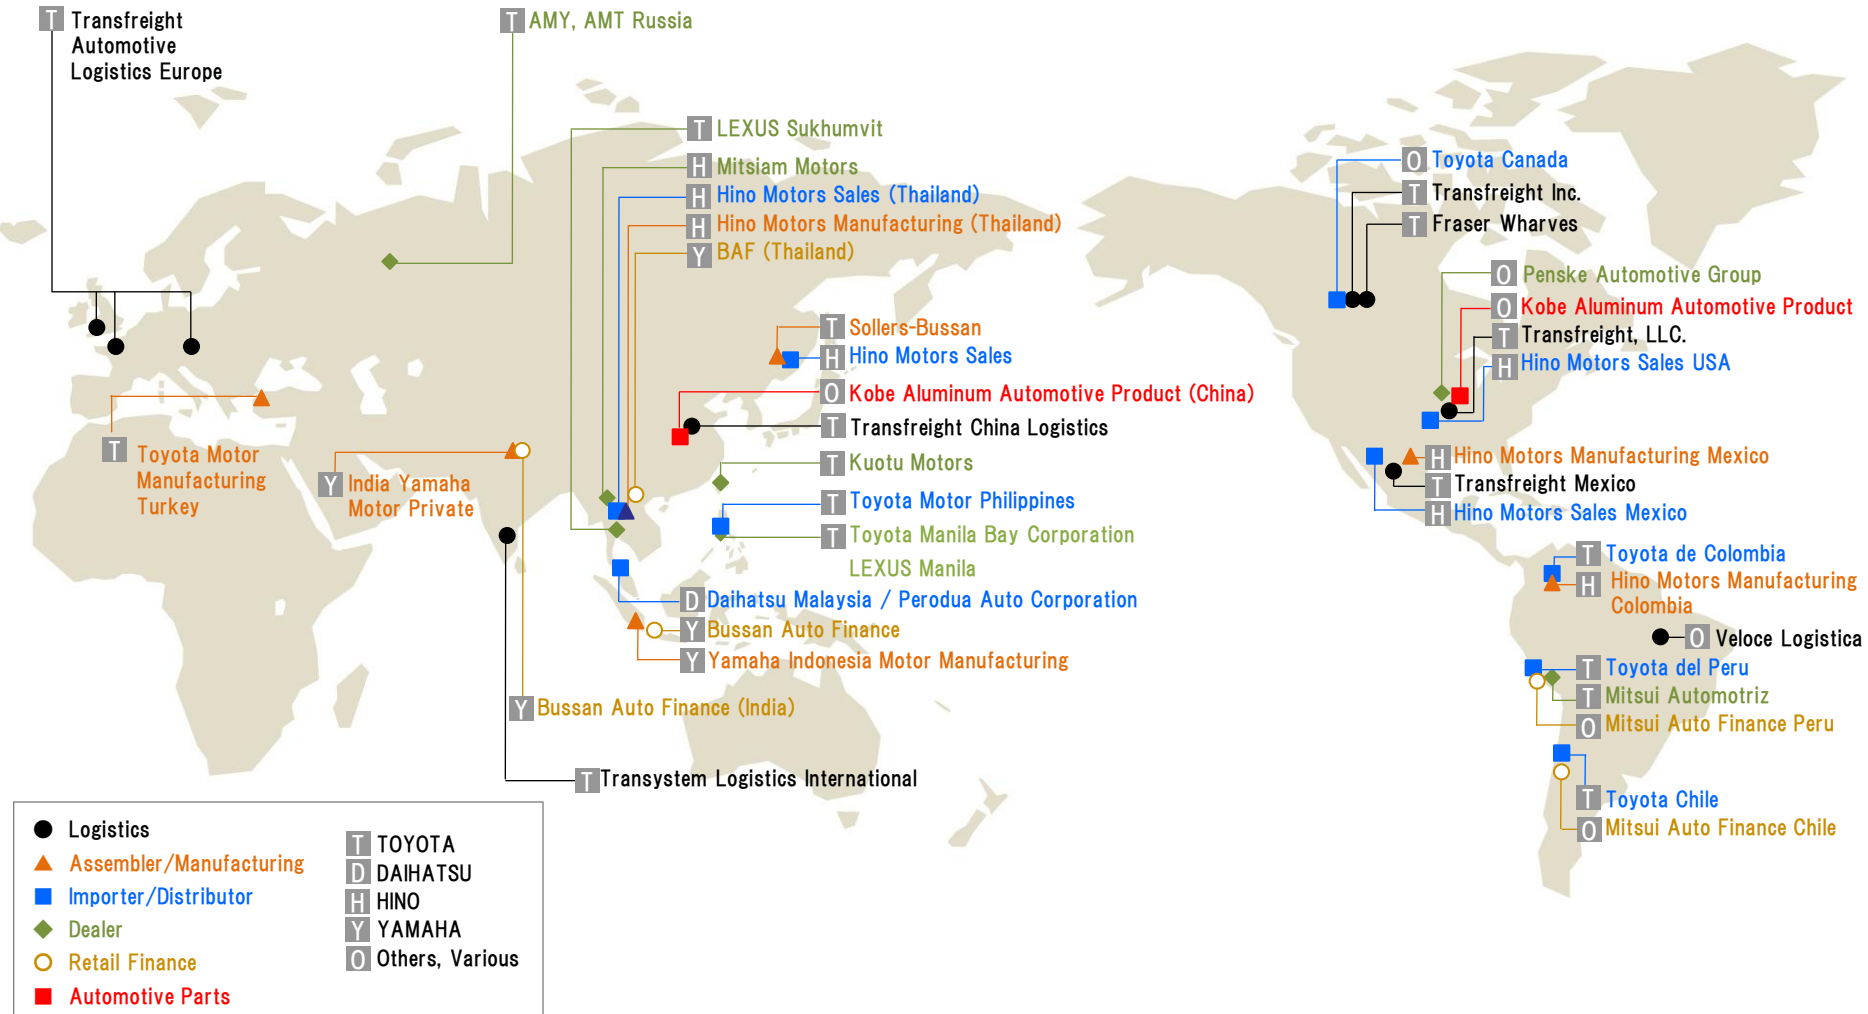 T Transfreight
Automotive
Logistics Europe
T AMY, AMT Russia
T LEXUS Sukhumvit
H Mitsiam Motors
H Hino Motors Sales (Thailand)
H Hino Motors Manufacturing (Thailand)
Y BAF (Thailand)
T Sollers-Bussan
H Hino Motors Sales
O Kobe Aluminum Automotive Product (China)
T Transfreight China Logistics
T Kuotu Motors
T Toyota Motor Philippines
T Toyota Manila Bay Corporation
LEXUS Manila
D Daihatsu Malaysia / Perodua Auto Corporation
Y Bussan Auto Finance
Y Yamaha Indonesia Motor Manufacturing
T Toyota Motor
Manufacturing
Turkey
Y India Yamaha
Motor Private
Y Bussan Auto Finance (India)
T Transystem Logistics International
O Toyota Canada
T Transfreight Inc.
T Fraser Wharves
O Penske Automotive Group
O Kobe Aluminum Automotive Product
T Transfreight, LLC.
H Hino Motors Sales USA
H Hino Motors Manufacturing Mexico
T Transfreight Mexico
H Hino Motors Sales Mexico
T Toyota de Colombia
H Hino Motors Manufacturing
Colombia
O Veloce Logistica
T Toyota del Peru
T Mitsui Automotriz
O Mitsui Auto Finance Peru
T Toyota Chile
O Mitsui Auto Finance Chile
Logistics
Assembler/Manufacturing
Importer/Distributor
Dealer
Retail Finance
Automotive Parts
T TOYOTA
D DAIHATSU
H HINO
Y YAMAHA
O Others, Various